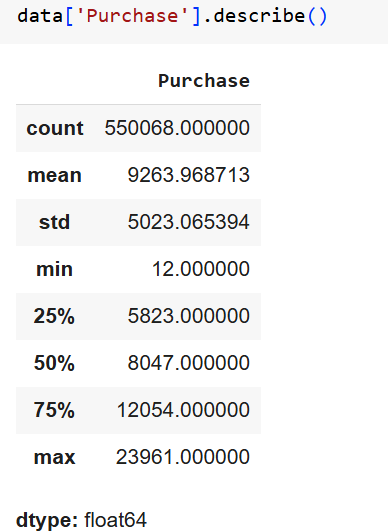 data['Purchase'].describe()
Purchase
count 550068.000000
mean 9263.968713
std 5023.065394
min 12.000000
25% 5823.000000
50% 8047.000000
75% 12054.000000
max 23961.000000
dtype: float64